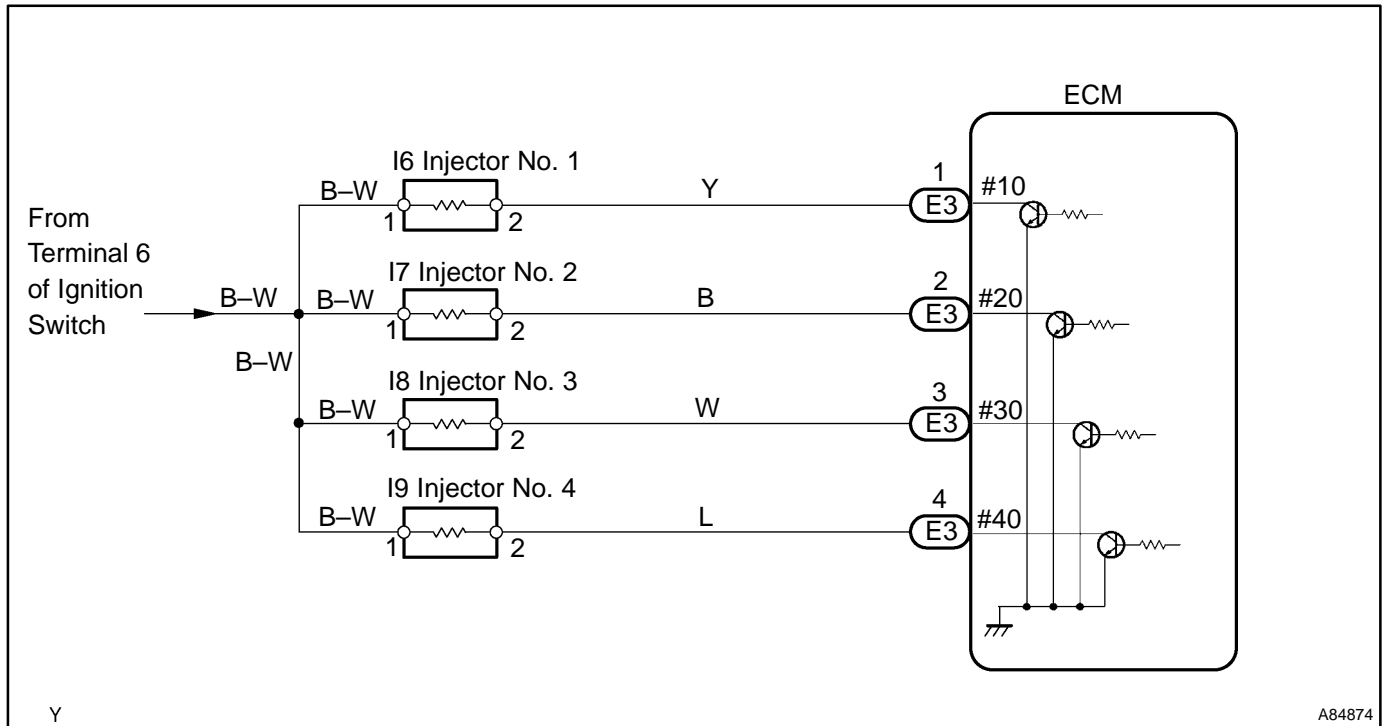 ECM
I6 Injector No. 1
B–W
1
2
Y
1
E3
#10
From
Terminal 6
of Ignition
Switch
B–W
I7 Injector No. 2
B–W
1
2
B
2
E3
#20
B–W
I8 Injector No. 3
B–W
1
2
W
3
E3
#30
I9 Injector No. 4
B–W
1
2
L
4
E3
#40
Y
A84874